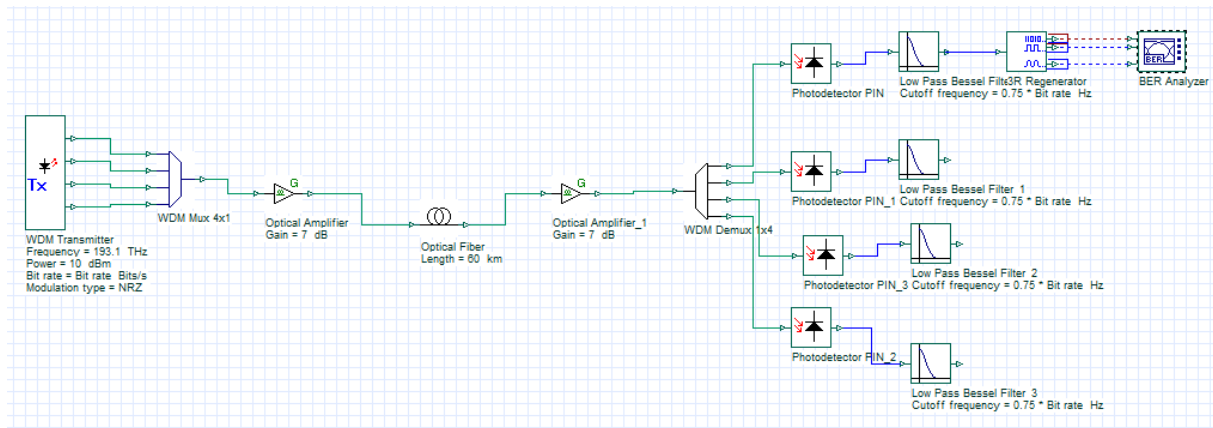 Low Pass Bessel Filte3R Regenerator
Cutoff frequency = 0.75 * Bit rate Hz
BER Analyzer
BER
Photodetector PIN
Tx
WDM Transmitter
Frequency = 193.1 THz
Power = 10 dBm
Bit rate = Bit rate Bits/s
Modulation type = NRZ
WDM Mux 4x1
G
Optical Amplifier
Gain = 7 dB
Optical Fiber
Length = 60 km
G
Optical Amplifier_1
Gain = 7 dB
WDM Demux 1x4
Photodetector PIN_1
Low Pass Bessel Filter 1
Cutoff frequency = 0.75 * Bit rate Hz
Photodetector PIN_3
Low Pass Bessel Filter 2
Cutoff frequency = 0.75 * Bit rate Hz
Photodetector PIN_2
Low Pass Bessel Filter 3
Cutoff frequency = 0.75 * Bit rate Hz